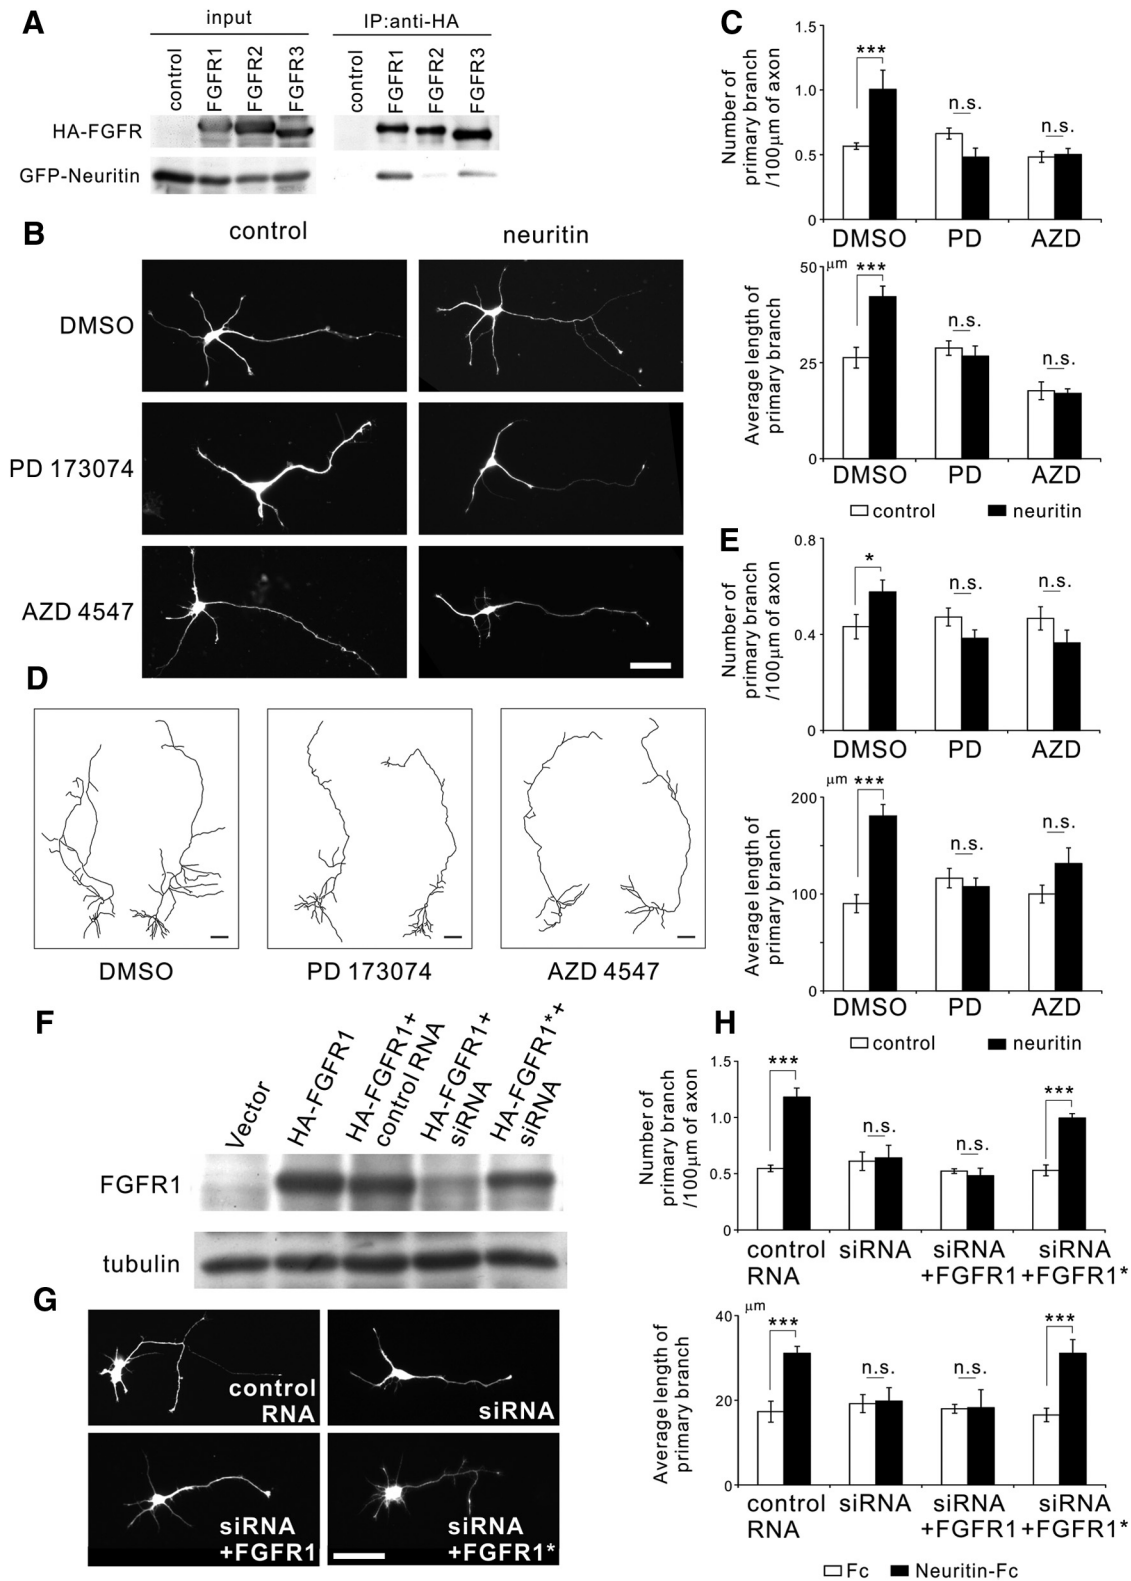 A
input
IP:anti-HA
control
FGFR1
FGFR2
FGFR3
control
FGFR1
FGFR2
FGFR3
HA-FGFR
GFP-Neuritin
B
control
neuritin
DMSO
PD 173074
AZD 4547
C
Number of
primary branch
/100μm of axon
1.5
1.0
0.5
0
***
n.s.
n.s.
DMSO
PD
AZD
Average length of
primary branch
μm
50
25
0
***
n.s.
n.s.
DMSO
PD
AZD
control
neuritin
D
DMSO
PD 173074
AZD 4547
E
Number of
primary branch
/100μm of axon
0.8
0.4
0
*
n.s.
n.s.
DMSO
PD
AZD
Average length of
primary branch
μm
200
100
0
***
n.s.
n.s.
DMSO
PD
AZD
control
neuritin
F
Vector
HA-FGFR1
HA-FGFR1+
control RNA
HA-FGFR1+
siRNA
HA-FGFR1*+
siRNA
FGFR1
tubulin
G
control
RNA
siRNA
siRNA
+FGFR1
siRNA
+FGFR1*
H
Number of
primary branch
/100μm of axon
1.5
1.0
0.5
0
***
n.s.
n.s.
***
control
RNA
siRNA
siRNA
+FGFR1
siRNA
+FGFR1*
Average length of
primary branch
μm
40
20
0
***
n.s.
n.s.
***
control
RNA
siRNA
siRNA
+FGFR1
siRNA
+FGFR1*
Fc
Neuritin-Fc